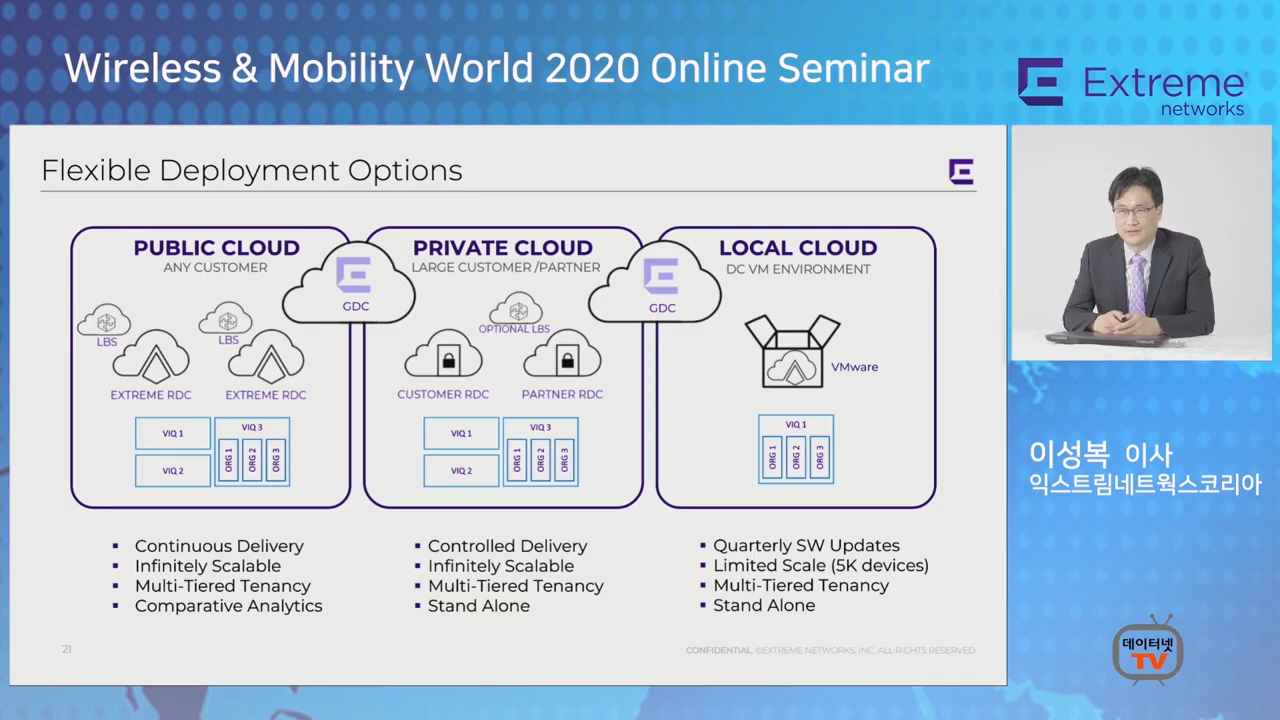 Wireless & Mobility World 2020 Online Seminar
Extreme
networks
Flexible Deployment Options
PUBLIC CLOUD
ANY CUSTOMER
GDC
LBS
LBS
EXTREME RDC
EXTREME RDC
VIQ 1
VIQ 2
VIQ 3
ORG 1
ORG 2
ORG 3
PRIVATE CLOUD
LARGE CUSTOMER /PARTNER
GDC
OPTIONAL LBS
CUSTOMER RDC
PARTNER RDC
VIQ 1
VIQ 2
VIQ 3
ORG 1
ORG 2
ORG 3
LOCAL CLOUD
DC VM ENVIRONMENT
VMware
VIQ 1
ORG 1
ORG 2
ORG 3
▪ Continuous Delivery
▪ Infinitely Scalable
▪ Multi-Tiered Tenancy
▪ Comparative Analytics
▪ Controlled Delivery
▪ Infinitely Scalable
▪ Multi-Tiered Tenancy
▪ Stand Alone
▪ Quarterly SW Updates
▪ Limited Scale (5K devices)
▪ Multi-Tiered Tenancy
▪ Stand Alone
21
CONFIDENTIAL. ©EXTREME NETWORKS, INC. ALL RIGHTS RESERVED.
이성복 이사
익스트림네트웍스코리아
데이터넷
TV